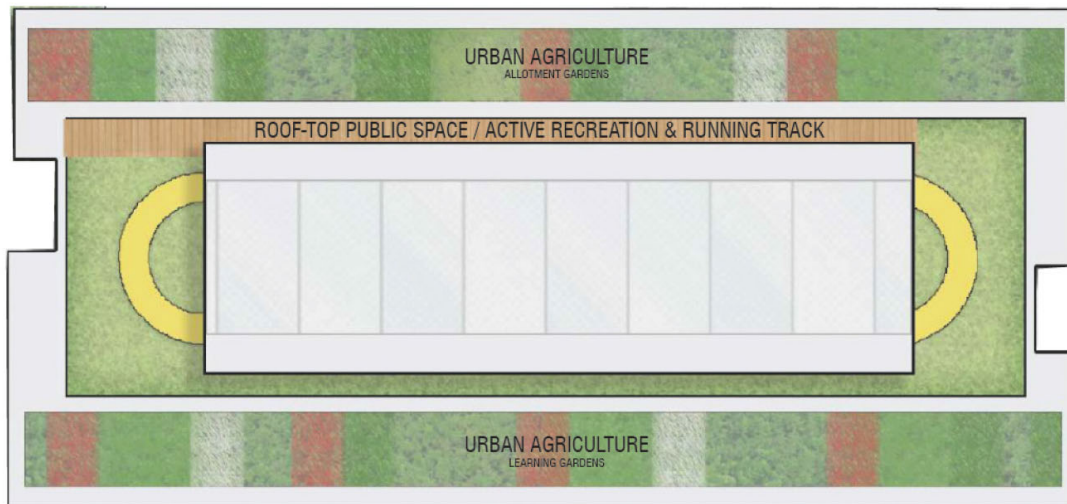 URBAN AGRICULTURE
ALLOTMENT GARDENS
ROOF-TOP PUBLIC SPACE / ACTIVE RECREATION & RUNNING TRACK
URBAN AGRICULTURE
LEARNING GARDENS